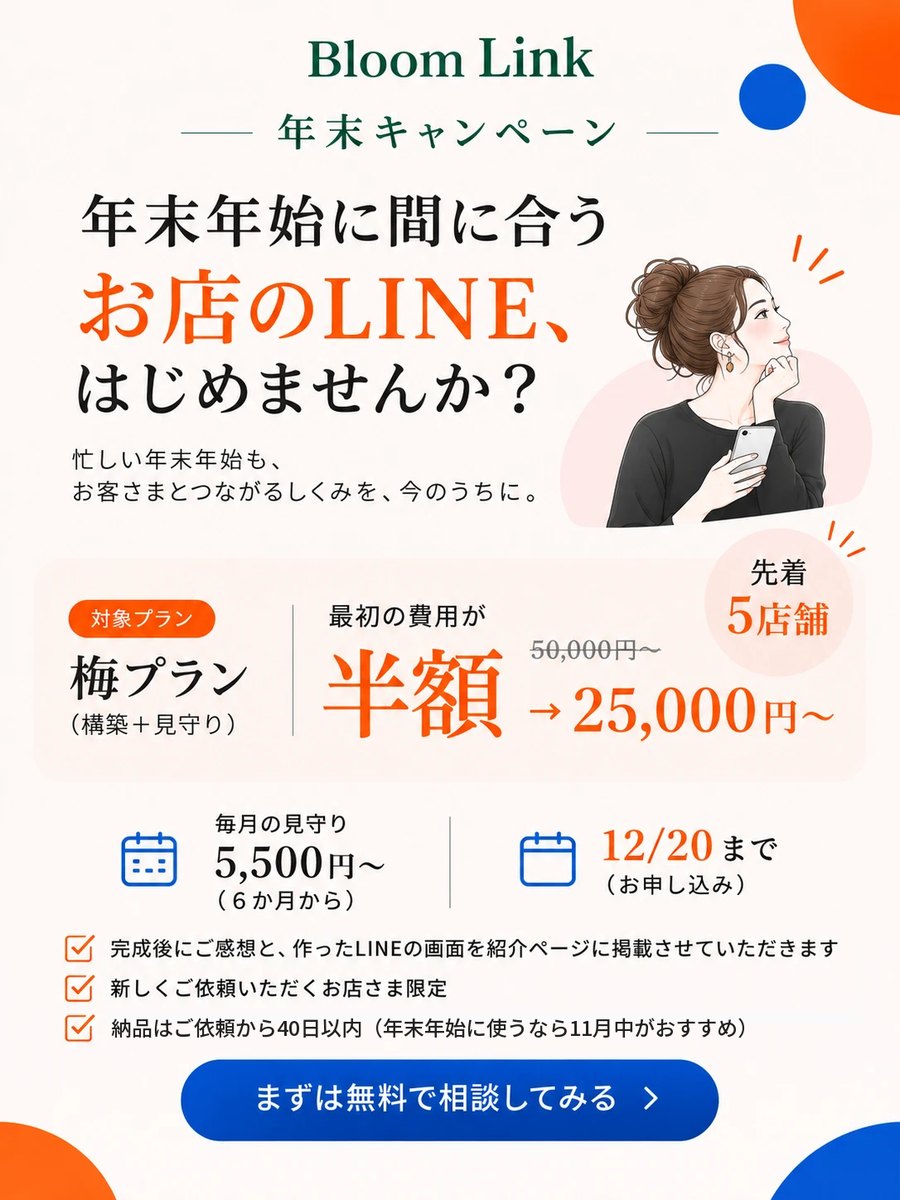 Bloom Link
年末キャンペーン
年末年始に間に合う
お店のLINE、
はじめませんか？
忙しい年末年始も、
お客さまとつながるしくみを、今のうちに。
先着
5店舗
対象プラン
梅プラン
（構築＋見守り）
最初の費用が
半額
50,000円〜
→25,000円〜
毎月の見守り
5,500円〜
（６か月から）
12/20まで
（お申し込み）
完成後にご感想と、作ったLINEの画面を紹介ページに掲載させていただきます
新しくご依頼いただくお店さま限定
納品はご依頼から40日以内（年末年始に使うなら11月中がおすすめ）
まずは無料で相談してみる ＞